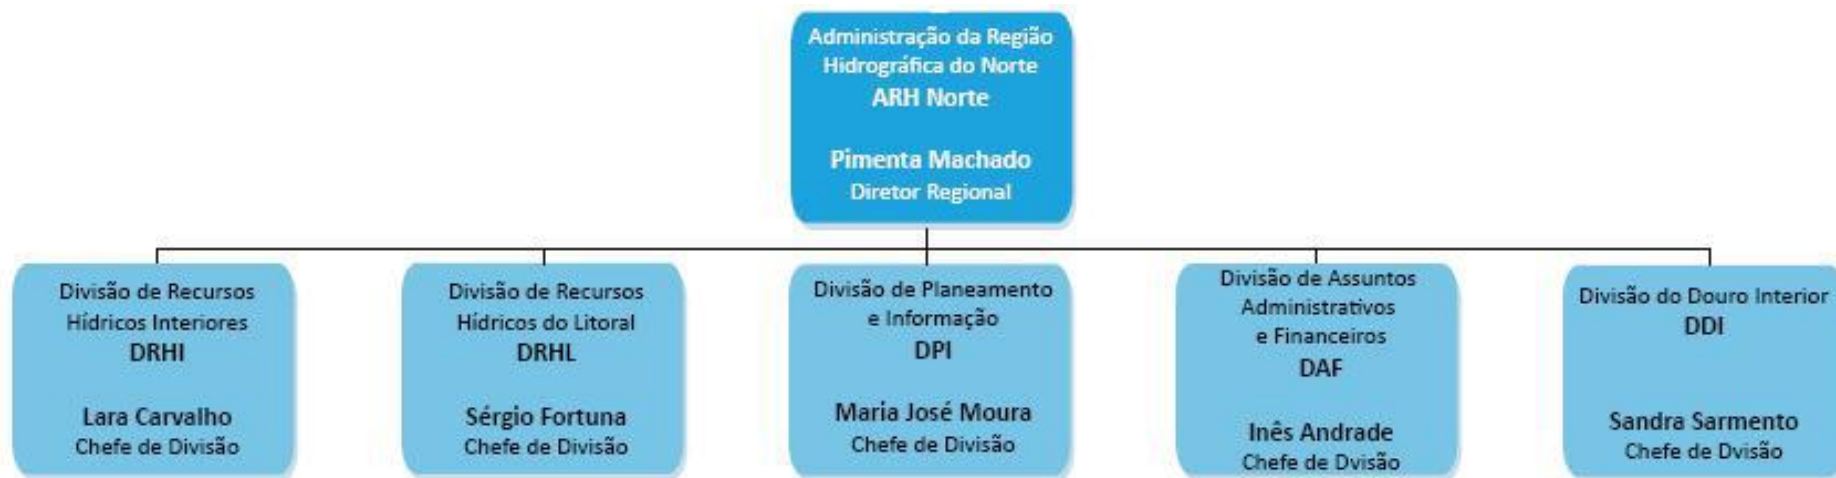 Administração da Região
Hidrográfica do Norte
ARH Norte
Pimenta Machado
Diretor Regional
Divisão de Recursos
Hídricos Interiores
DRHI
Lara Carvalho
Chefe de Divisão
Divisão de Recursos
Hídricos do Litoral
DRHL
Sérgio Fortuna
Chefe de Divisão
Divisão de Planeamento
e Informação
DPI
Maria José Moura
Chefe de Divisão
Divisão de Assuntos
Administrativos
e Financeiros
DAF
Inês Andrade
Chefe de Dvisão
Divisão do Douro Interior
DDI
Sandra Sarmento
Chefe de Dvisão